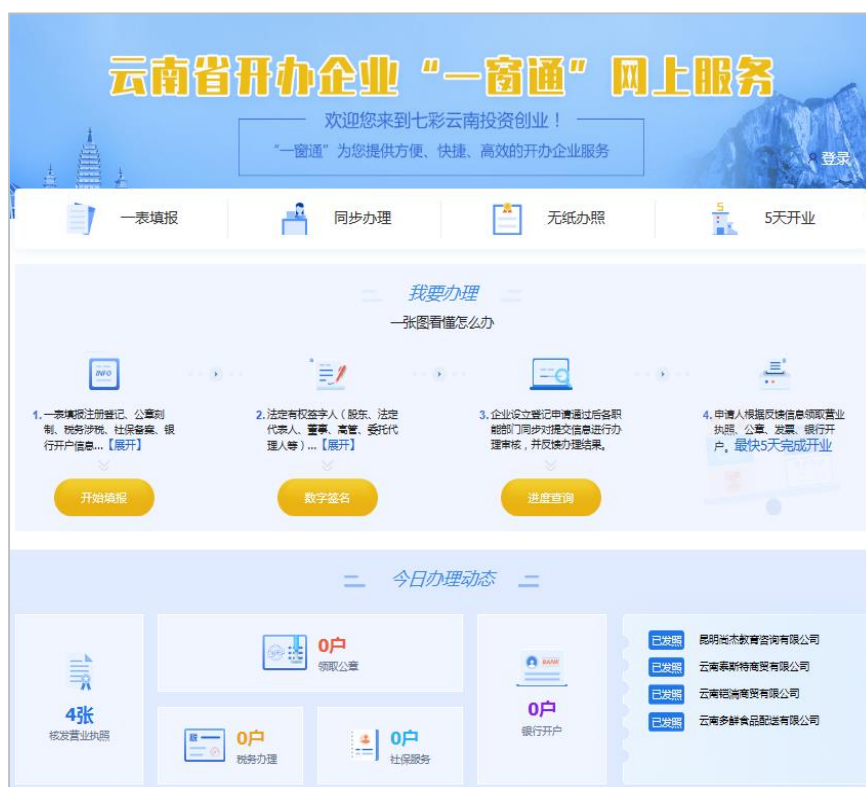 云南省开办企业“一窗通”网上服务
欢迎您来到七彩云南投资创业！
“一窗通”为您提供方便、快捷、高效的开办企业服务
登录
一表填报
同步办理
无纸办照
5天开业
我要办理
一张图看懂怎么办
INFO
1. 一表填报注册登记、公章刻
制、税务涉税、社保备案、银
行开户信息...【展开】
开始填报
2. 法定有权签字人（股东、法定
代表人、董事、高管、委托代
理人等）...【展开】
数字签名
3. 企业设立登记申请通过后各职
能部门同步对提交信息进行办
理审核，并反馈办理结果。
进度查询
4. 申请人根据反馈信息领取营业
执照、公章、发票、银行开
户。最快5天完成开业
今日办理动态
4张
核发营业执照
0户
领取公章
0户
税务办理
0户
社保服务
BANK
0户
银行开户
已发照 昆明尚杰教育咨询有限公司
已发照 云南泰斯特商贸有限公司
已发照 云南铠湳商贸有限公司
已发照 云南多鲜食品配送有限公司